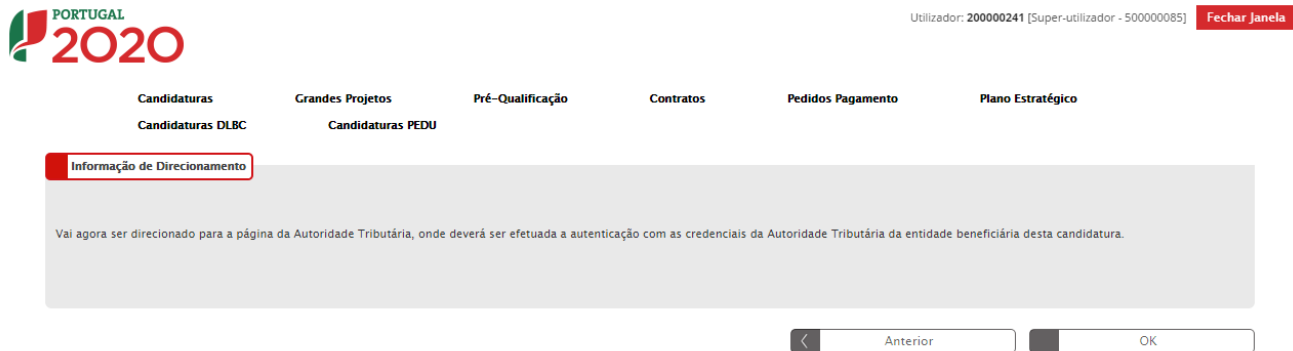 PORTUGAL
2020
Utilizador: 200000241 [Super-utilizador - 500000085]
Fechar Janela
Candidaturas Grandes Projetos Pré-Qualificação Contratos Pedidos Pagamento Plano Estratégico
Candidaturas DLBC Candidaturas PEDU
Informação de Direcionamento
Vai agora ser direcionado para a página da Autoridade Tributária, onde deverá ser efetuada a autenticação com as credenciais da Autoridade Tributária da entidade beneficiária desta candidatura.
Anterior OK